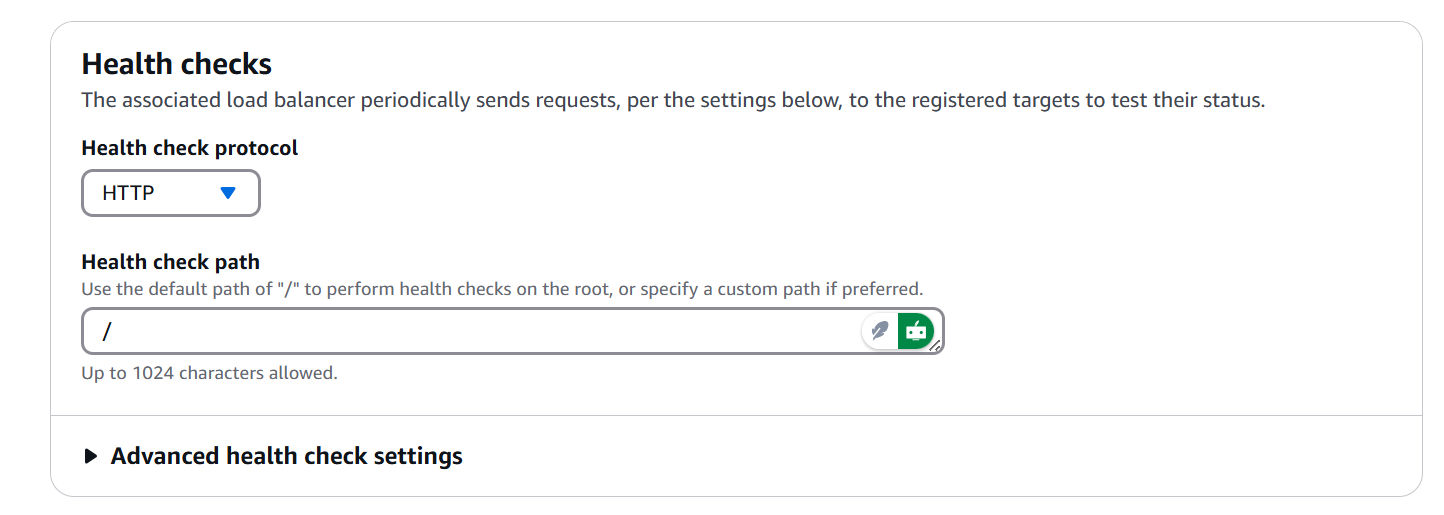 Health checks
The associated load balancer periodically sends requests, per the settings below, to the registered targets to test their status.
Health check protocol
HTTP
Health check path
Use the default path of "/" to perform health checks on the root, or specify a custom path if preferred.
/
Up to 1024 characters allowed.
Advanced health check settings